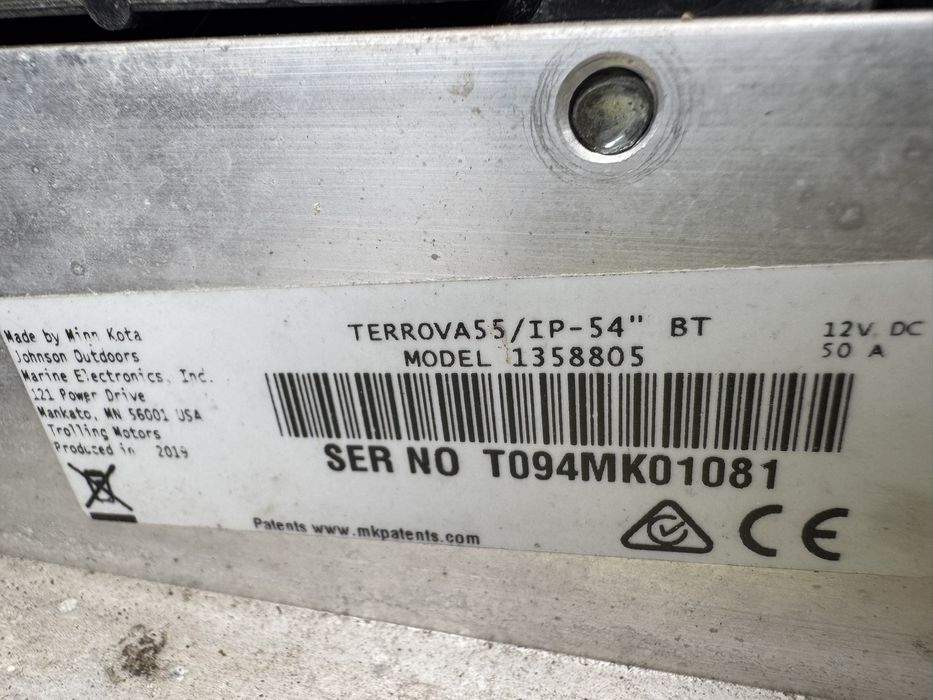 Made by Minn Kota
Johnson Outdoors
Marine Electronics, Inc.
121 Power Drive
Mankato, MN 56001 USA
Trolling Motors
Produced in 2019
TERROVA55/IP-54" BT
MODEL 1358805
12V DC
50 A
SER NO T094MK01081
Patents www.mkpatents.com
CE